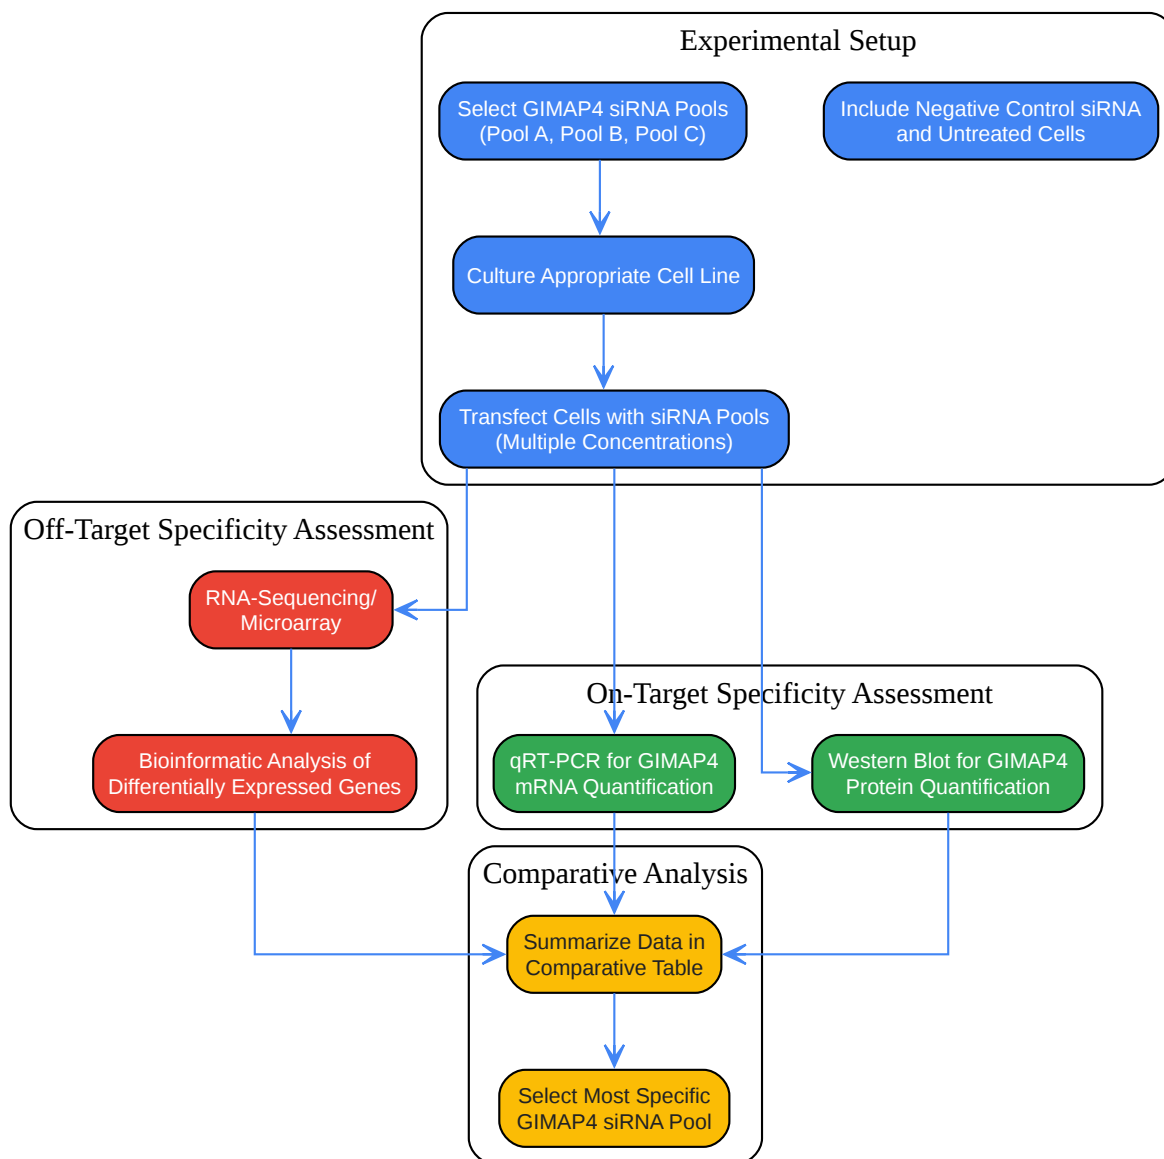 Experimental Setup
Select GIMAP4 siRNA Pools
(Pool A, Pool B, Pool C)
Include Negative Control siRNA
and Untreated Cells
Culture Appropriate Cell Line
Transfect Cells with siRNA Pools
(Multiple Concentrations)
Off-Target Specificity Assessment
RNA-Sequencing/
Microarray
Bioinformatic Analysis of
Differentially Expressed Genes
On-Target Specificity Assessment
qRT-PCR for GIMAP4
mRNA Quantification
Western Blot for GIMAP4
Protein Quantification
Comparative Analysis
Summarize Data in
Comparative Table
Select Most Specific
GIMAP4 siRNA Pool